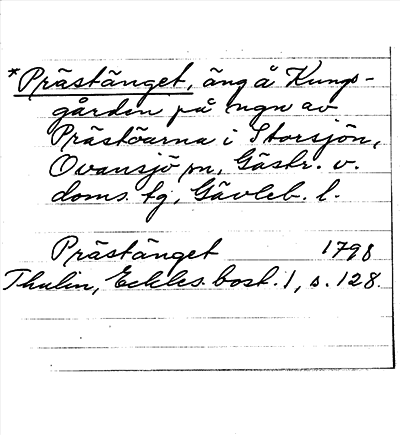 *Prästänget, äng å Kungs-
gården på ngn av
Prästöarna i Storsjön,
Ovansjö sn, Gästr. v.
doms. tg, Gävleb. l.
Prästänget 1798
Thulin, Eckles. bost. 1, s. 128.